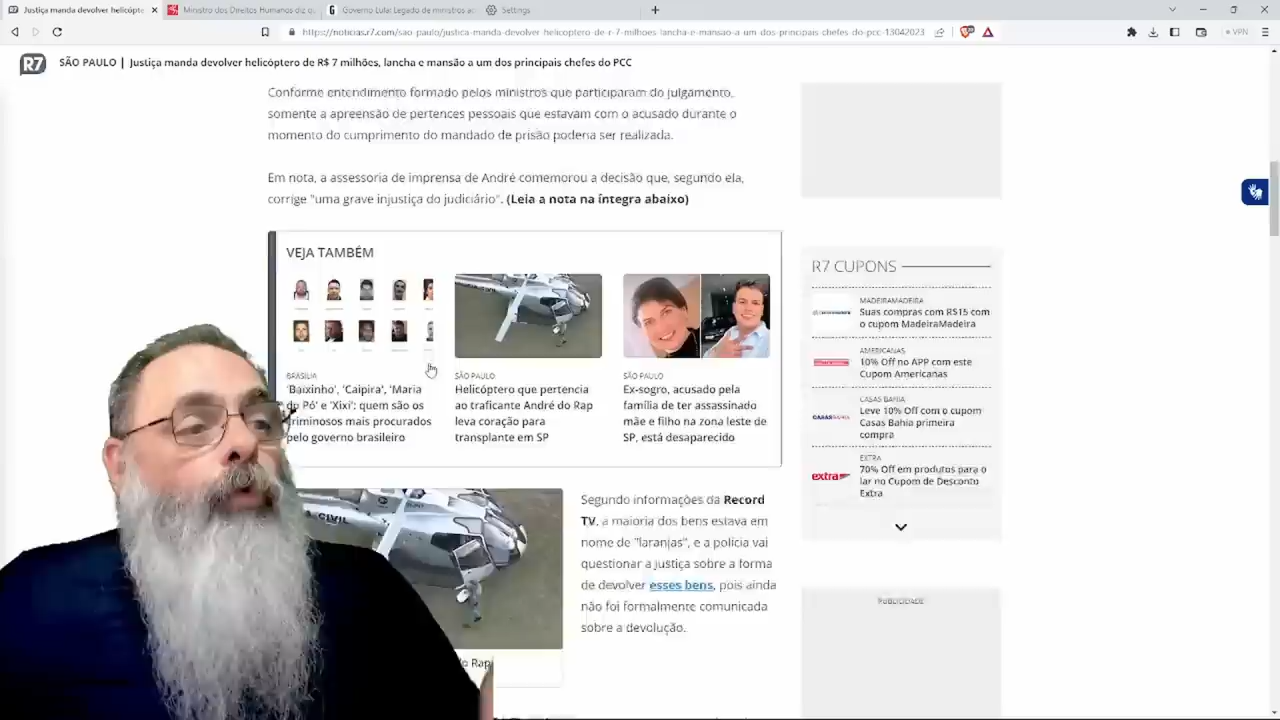 Justiça manda devolver helicópte
Ministro dos Direitos Humanos diz o
Governo Lula: Legado de ministros a
Settings
https://noticias.r7.com/sao-paulo/justica-manda-devolver-helicoptero-de-r-7-milhoes-lancha-e-mansao-a-um-dos-principais-chefes-do-pcc-13042023
VPN
R7
SÃO PAULO | Justiça manda devolver helicóptero de R$ 7 milhões, lancha e mansão a um dos principais chefes do PCC
Conforme entendimento formado pelos ministros que participaram do julgamento,
somente a apreensão de pertences pessoais que estavam com o acusado durante o
momento do cumprimento do mandado de prisão poderia ser realizada.
Em nota, a assessoria de imprensa de André comemorou a decisão que, segundo ela,
corrige "uma grave injustiça do judiciário". (Leia a nota na íntegra abaixo)
VEJA TAMBÉM
BRASÍLIA
'Baixinho', 'Caipira', 'Maria
do Pó' e 'Xixi': quem são os
criminosos mais procurados
pelo governo brasileiro
SÃO PAULO
Helicóptero que pertencia
ao traficante André do Rap
leva coração para
transplante em SP
SÃO PAULO
Ex-sogro, acusado pela
família de ter assassinado
mãe e filho na zona leste de
SP, está desaparecido
CIVIL
do Rap
Segundo informações da Record
TV, a maioria dos bens estava em
nome de "laranjas", e a polícia vai
questionar a justiça sobre a forma
de devolver esses bens, pois ainda
não foi formalmente comunicada
sobre a devolução.
R7 CUPONS
MADEIRAMADEIRA
Suas compras com R$15 com
o cupom MadeiraMadeira
AMERICANAS
10% Off no APP com este
Cupom Americanas
CASAS BAHIA
CASASBAHIA
Leve 10% Off com o cupom
Casas Bahia primeira
compra
EXTRA
extra
70% Off em produtos para o
lar no Cupom de Desconto
Extra
PUBLICIDADE